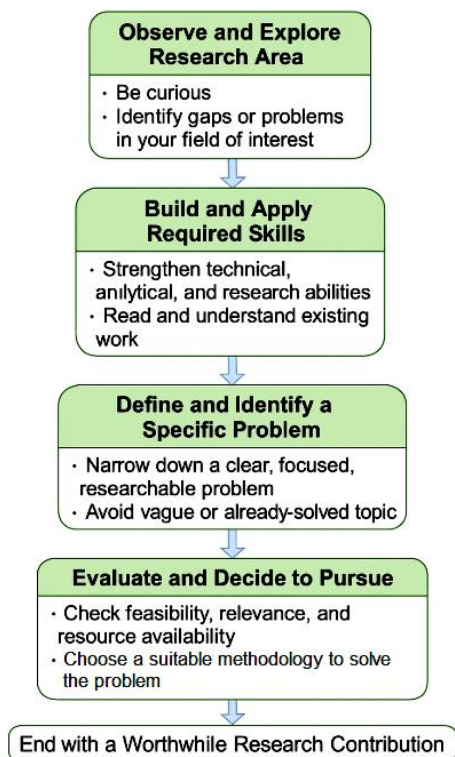 Observe and Explore
Research Area
· Be curious
· Identify gaps or problems
in your field of interest
Build and Apply
Required Skills
· Strengthen technical,
anılytical, and research abilities
· Read and understand existing
work
Define and Identify a
Specific Problem
· Narrow down a clear, focused,
researchable problem
· Avoid vague or already-solved topic
Evaluate and Decide to Pursue
· Check feasibility, relevance, and
resource availability
· Choose a suitable methodology to solve
the problem
End with a Worthwhile Research Contribution